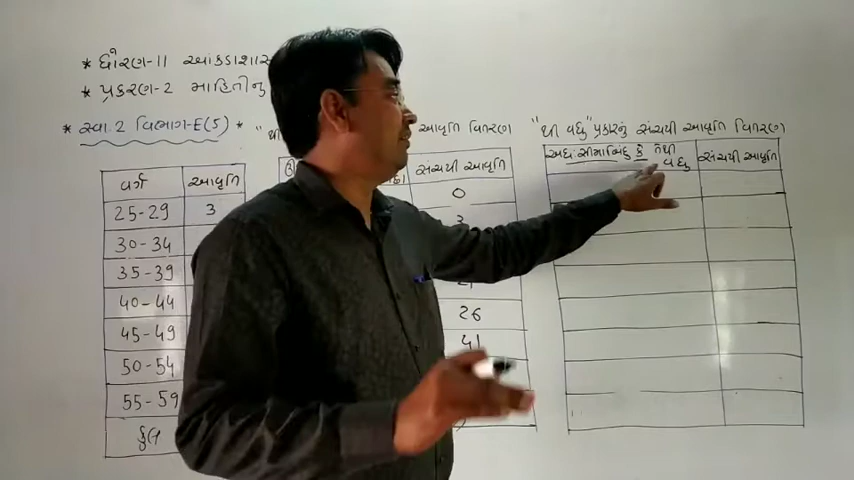 * ધોરણ-11 આંકડાશાસ્
* પ્રકરણ-2 માહિતીનુ
* સ્વા.2 વિભાગ-E(5) *
આવૃતિ વિતરણ
"થી વધુ" પ્રકારનું સંચયી આવૃતિ વિતરણ
વર્ગ આવૃતિ
25-29 3
30-34
35-39
40-44
45-49
50-54
55-59
કુલ
સંચયી આવૃતિ
0
3
26
41
અધ:સીમાબિંદુ કે તેથી વધુ સંચયી આવૃતિ